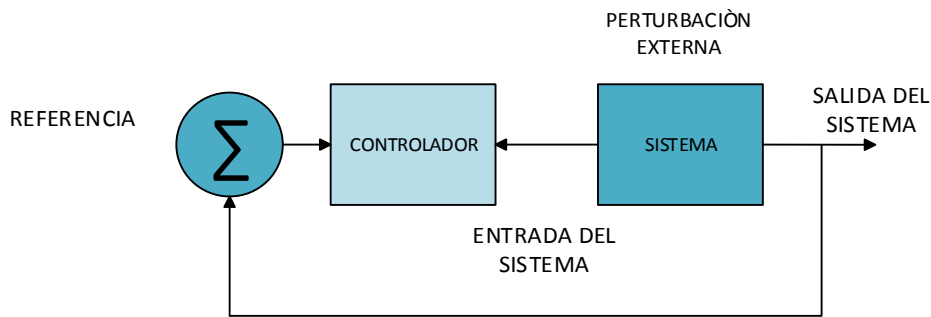 PERTURBACIÒN
EXTERNA
REFERENCIA
Σ
CONTROLADOR
SISTEMA
SALIDA DEL
SISTEMA
ENTRADA DEL
SISTEMA